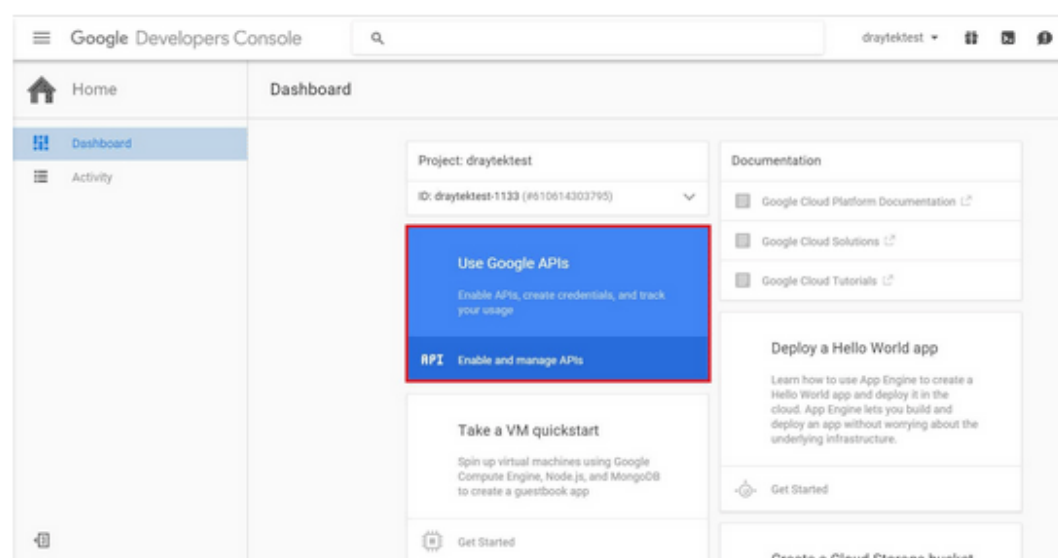 Google Developers Console
draytektest
Home
Dashboard
Dashboard
Activity
Project: draytektest
ID: draytektest-1133 (#610614303795)
Use Google APIs
Enable APIs, create credentials, and track
your usage
API Enable and manage APIs
Take a VM quickstart
Spin up virtual machines using Google
Compute Engine, Node.js, and MongoDB
to create a guestbook app
Get Started
Documentation
Google Cloud Platform Documentation
Google Cloud Solutions
Google Cloud Tutorials
Deploy a Hello World app
Learn how to use App Engine to create a
Hello World app and deploy it in the
cloud. App Engine lets you build and
deploy an app without worrying about the
underlying infrastructure.
Get Started
Create a Cloud Storage bucket